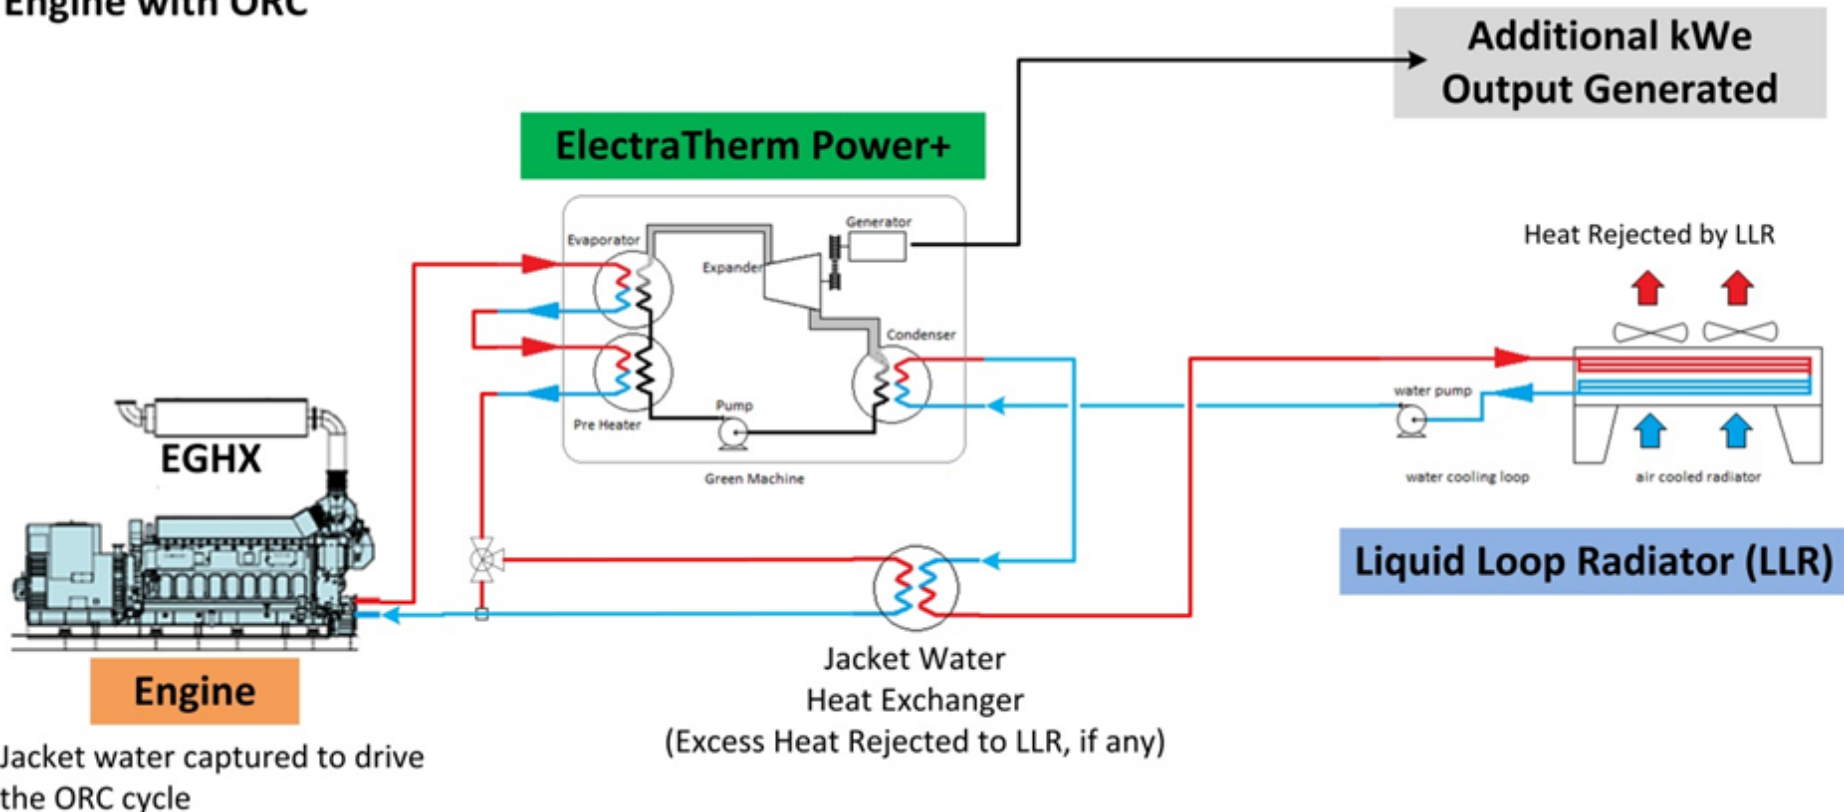 Engine with ORC
Additional kWe
Output Generated
ElectraTherm Power+
Generator
Evaporator
Expander
Heat Rejected by LLR
Condenser
water pump
Pump
Pre Heater
EGHX
Green Machine
water cooling loop
air cooled radiator
Liquid Loop Radiator (LLR)
Jacket Water
Heat Exchanger
(Excess Heat Rejected to LLR, if any)
Engine
Jacket water captured to drive
the ORC cycle